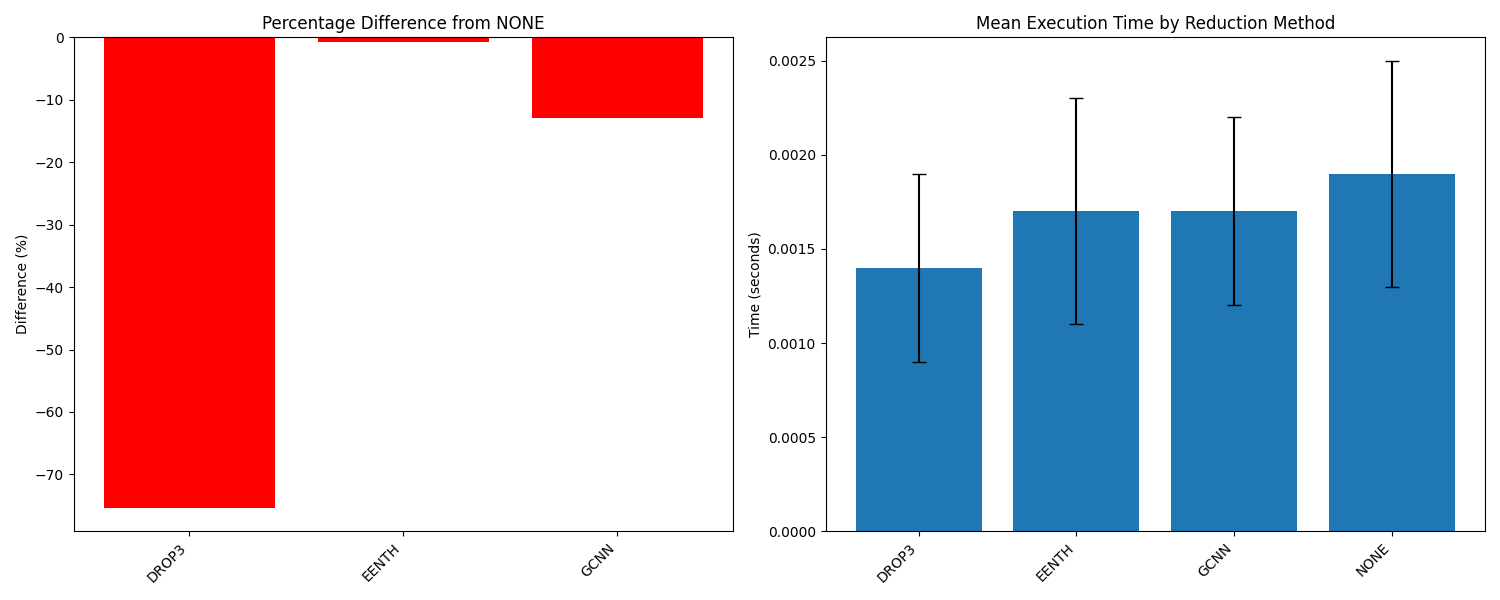 Percentage Difference from NONE
Difference (%)
0
−10
−20
−30
−40
−50
−60
−70
DROP3
EENTH
GCNN
Mean Execution Time by Reduction Method
Time (seconds)
0.0025
0.0020
0.0015
0.0010
0.0005
0.0000
DROP3
EENTH
GCNN
NONE